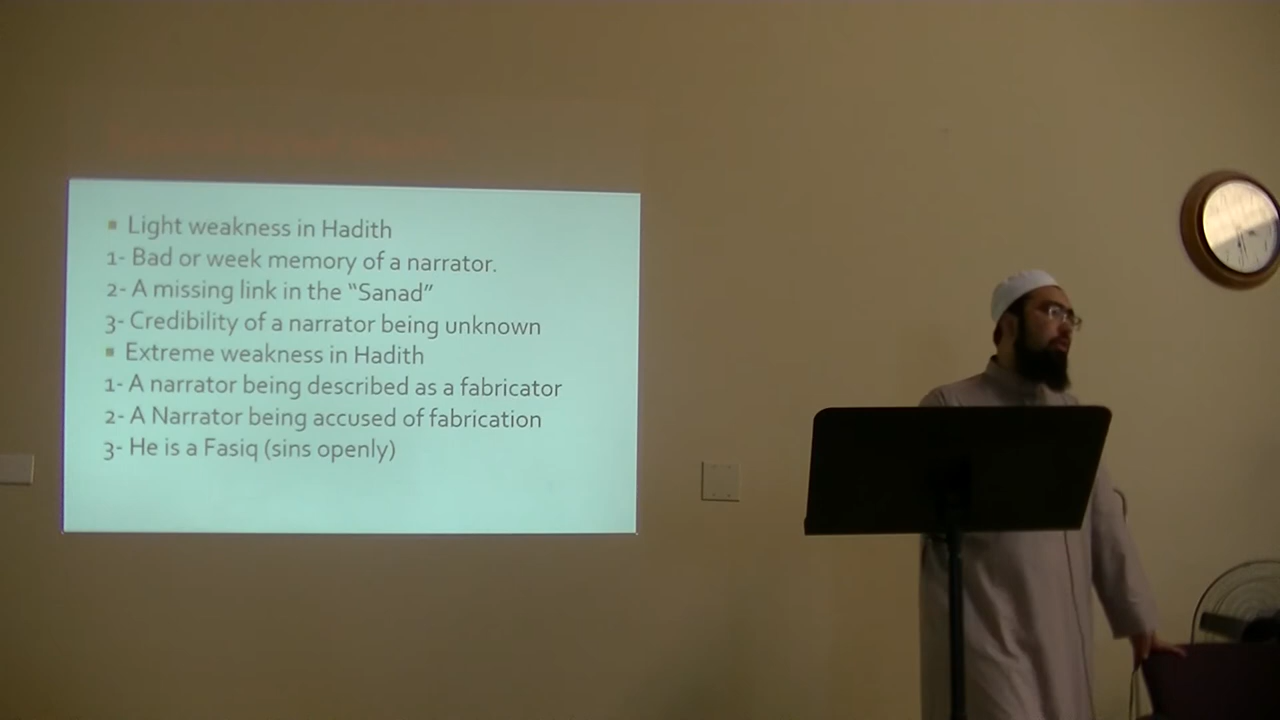 ▪ Light weakness in Hadith
1- Bad or week memory of a narrator.
2- A missing link in the “Sanad”
3- Credibility of a narrator being unknown
▪ Extreme weakness in Hadith
1- A narrator being described as a fabricator
2- A Narrator being accused of fabrication
3- He is a Fasiq (sins openly)